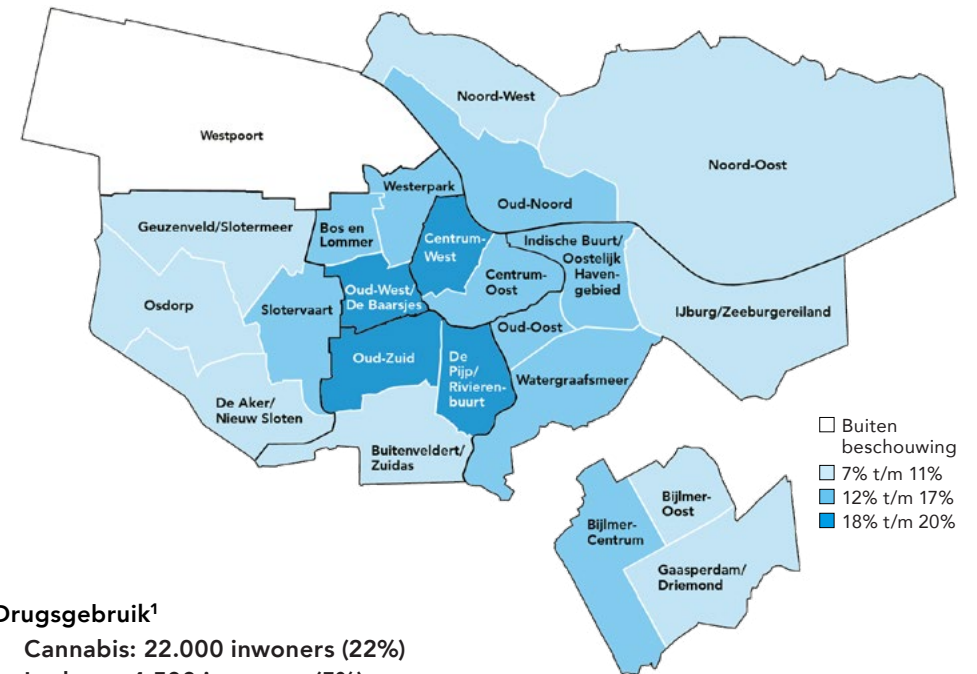 Noord-West
Westpoort
Noord-Oost
Westerpark
Oud-Noord
Geuzenveld/Slotermeer
Bos en
Lommer
Centrum-
West
Indische Buurt/
Oostelijk
Haven-
gebied
Centrum-
Oost
Osdorp
Slotervaart
Oud-West/
De Baarsjes
IJburg/Zeeburgereiland
Oud-Oost
Oud-Zuid
De
Pijp/
Rivieren-
buurt
Watergraafsmeer
De Aker/
Nieuw Sloten
Buitenveldert/
Zuidas
Buiten
beschouwing
7% t/m 11%
12% t/m 17%
18% t/m 20%
Bijlmer-
Oost
Bijlmer-
Centrum
Gaasperdam/
Driemond
Drugsgebruik¹
Cannabis: 22.000 inwoners (22%)